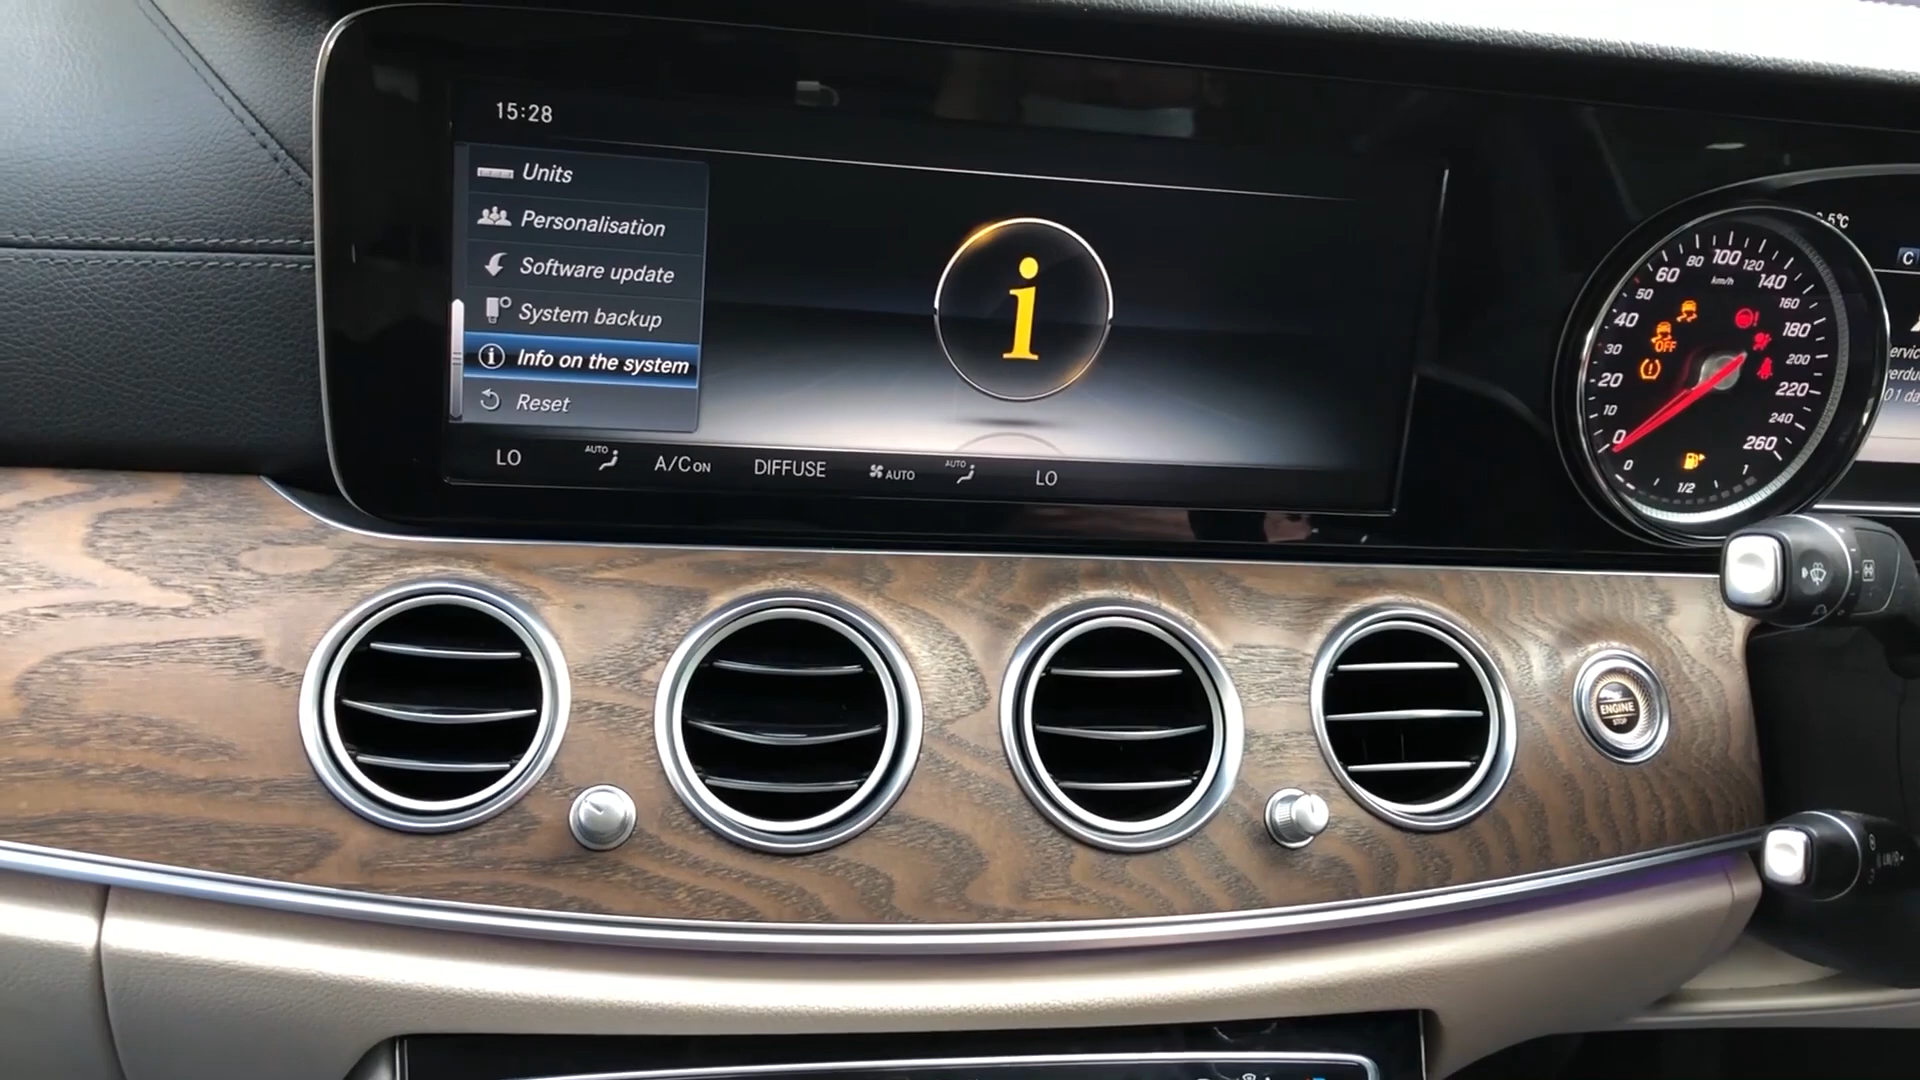 15:28
Units
Personalisation
Software update
System backup
Info on the system
Reset
LO
AUTO
A/C ON
DIFFUSE
AUTO
AUTO
LO
5°C
C
0
10
20
30
40
50
60
80
100
120
140
160
180
200
220
240
260
km/h
OFF
0
1/2
1
ENGINE
STOP